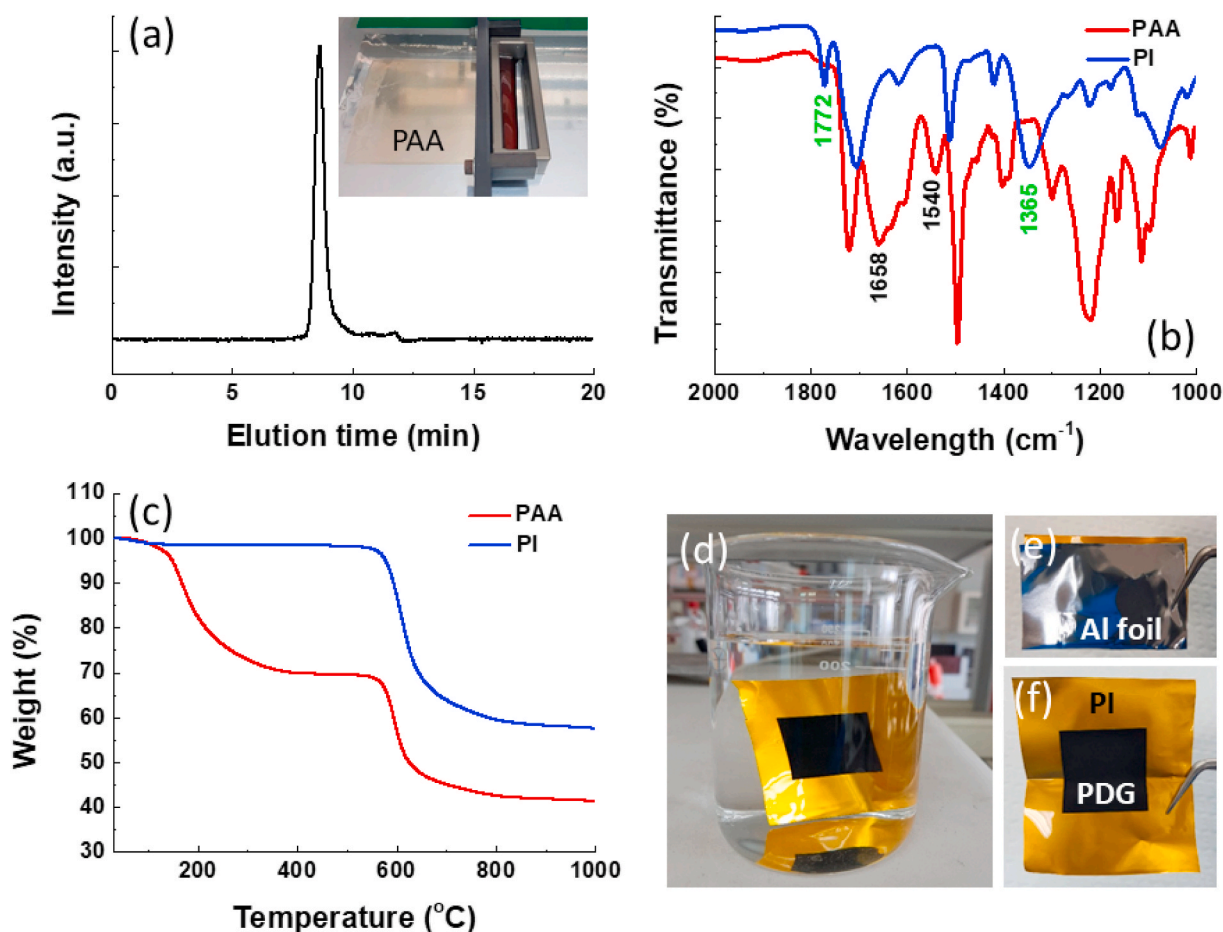 (a)
PAA
Intensity (a.u.)
0 5 10 15 20
Elution time (min)
PAA
PI
1772
1658
1540
1365
(b)
Transmittance (%)
2000 1800 1600 1400 1200 1000
Wavelength (cm⁻¹)
(c)
PAA
PI
110
100
90
80
70
60
50
40
30
Weight (%)
200 400 600 800 1000
Temperature (°C)
(d)
200
(e)
Al foil
(f)
PI
PDG